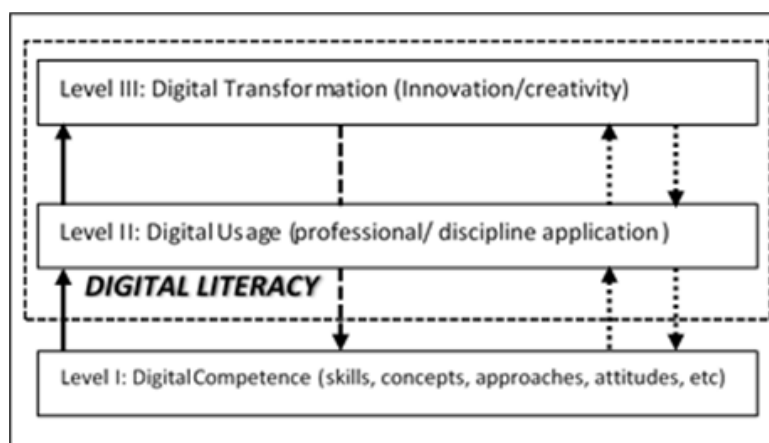 Level III: Digital Transformation (Innovation/creativity)
Level II: Digital Usage (professional/ discipline application)
DIGITAL LITERACY
Level I: Digital Competence (skills, concepts, approaches, attitudes, etc)